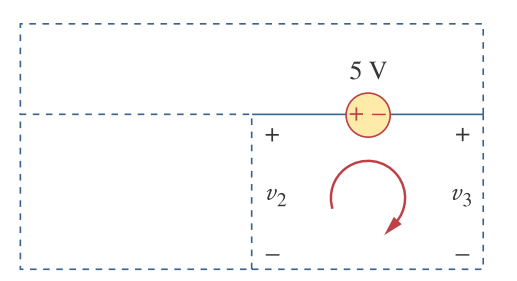 5 V
+ −
+ +
v2 v3
− −